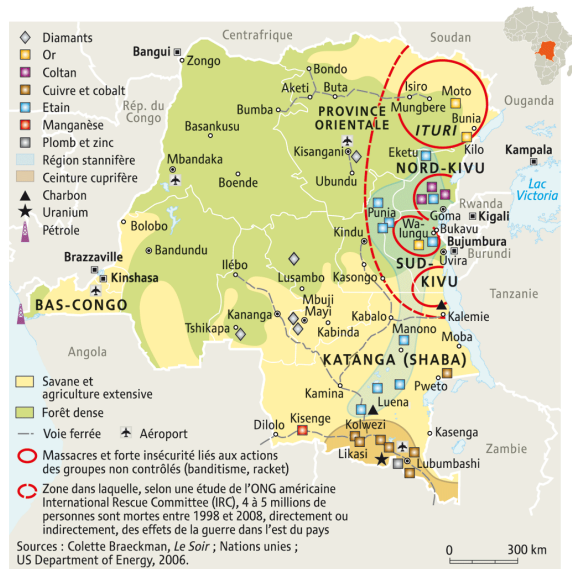 Diamants
Or
Coltan
Cuivre et cobalt
Etain
Manganèse
Plomb et zinc
Région stannifère
Ceinture cuprifère
Charbon
Uranium
Pétrole
Centrafrique
Soudan
Bangui
Zongo
Bondo
Aketi
Buta
Isiro
Moto
Mungbere
Bumba
PROVINCE
ORIENTALE
ITURI
Bunia
Ouganda
Rép. du
Congo
Basankusu
Kisangani
Kilo
Eketu
Kampala
Mbandaka
NORD-KIVU
Boende
Ubundu
Lac
Victoria
Rwanda
Punia
Goma
Kigali
Bolobo
Wa-
lungu
Bukavu
Kindu
Bujumbura
Bandundu
Uvira
Burundi
Brazzaville
Ilébo
SUD-
KIVU
Kinshasa
Lusambo
Kasongo
Tanzanie
BAS-CONGO
Mbuji
Mayi
Kananga
Kabalo
Kalemie
Tshikapa
Kabinda
Manono
Moba
Angola
KATANGA (SHABA)
Pweto
Kamina
Luena
Kisenge
Dilolo
Kolwezi
Kasenga
Likasi
Lubumbashi
Zambie
Savane et
agriculture extensive
Forêt dense
Voie ferrée
Aéroport
Massacres et forte insécurité liés aux actions
des groupes non contrôlés (banditisme, racket)
Zone dans laquelle, selon une étude de l'ONG américaine
International Rescue Committee (IRC), 4 à 5 millions de
personnes sont mortes entre 1998 et 2008, directement ou
indirectement, des effets de la guerre dans l'est du pays
Sources : Colette Braeckman, Le Soir ; Nations unies ;
US Department of Energy, 2006.
0 300 km